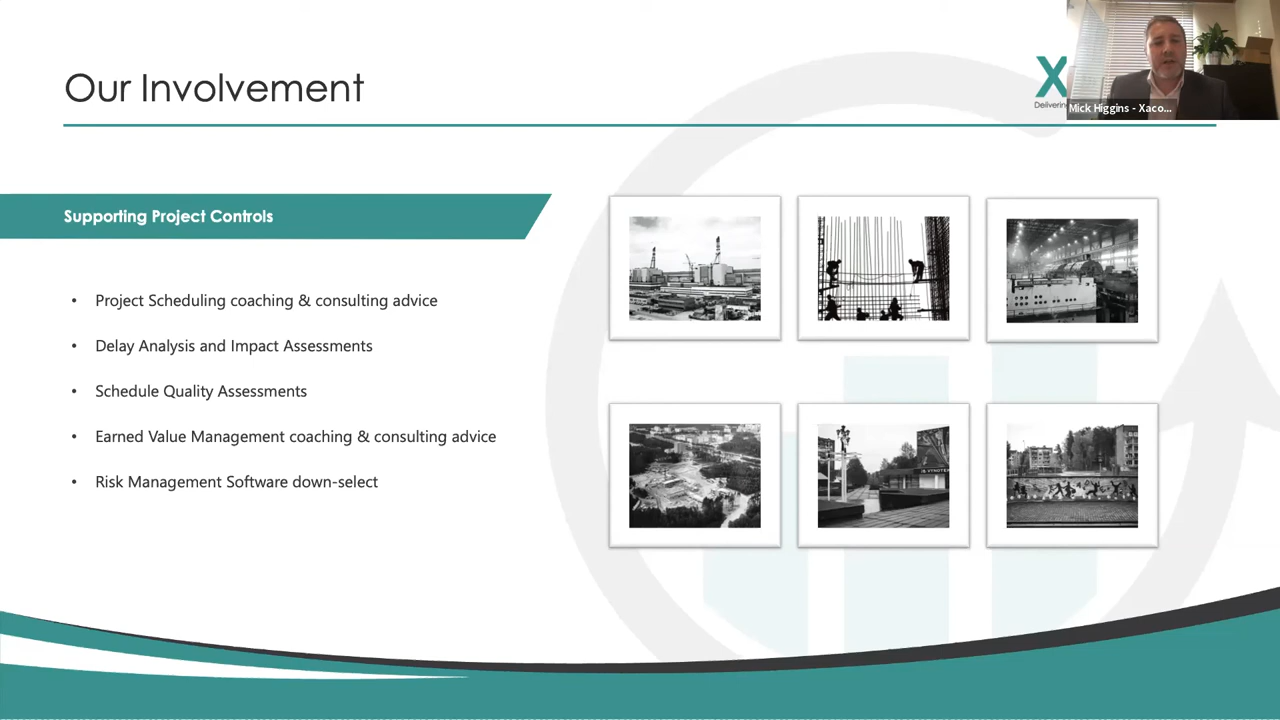 Our Involvement
X
Delivering
Mick Higgins - Xaco...
Supporting Project Controls
• Project Scheduling coaching & consulting advice
• Delay Analysis and Impact Assessments
• Schedule Quality Assessments
• Earned Value Management coaching & consulting advice
• Risk Management Software down-select